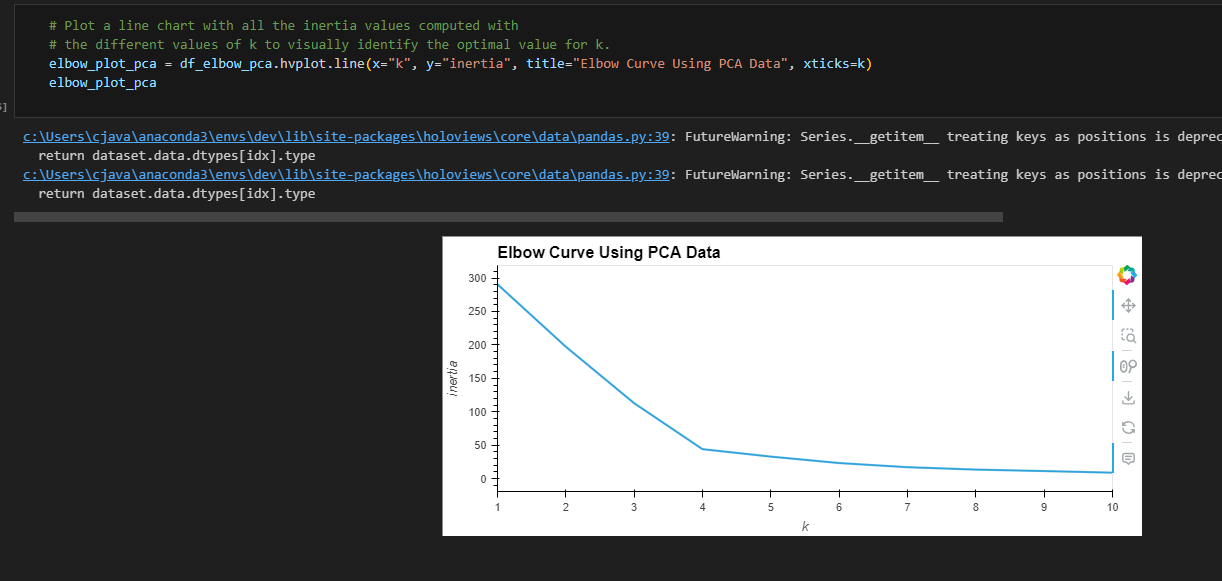 # Plot a line chart with all the inertia values computed with
# the different values of k to visually identify the optimal value for k.
elbow_plot_pca = df_elbow_pca.hvplot.line(x="k", y="inertia", title="Elbow Curve Using PCA Data", xticks=k)
elbow_plot_pca
]
c:\Users\cjava\anaconda3\envs\dev\lib\site-packages\holoviews\core\data\pandas.py:39: FutureWarning: Series.__getitem__ treating keys as positions is deprec
return dataset.data.dtypes[idx].type
c:\Users\cjava\anaconda3\envs\dev\lib\site-packages\holoviews\core\data\pandas.py:39: FutureWarning: Series.__getitem__ treating keys as positions is deprec
return dataset.data.dtypes[idx].type
Elbow Curve Using PCA Data
300
250
200
150
100
50
0
inertia
1 2 3 4 5 6 7 8 9 10
k